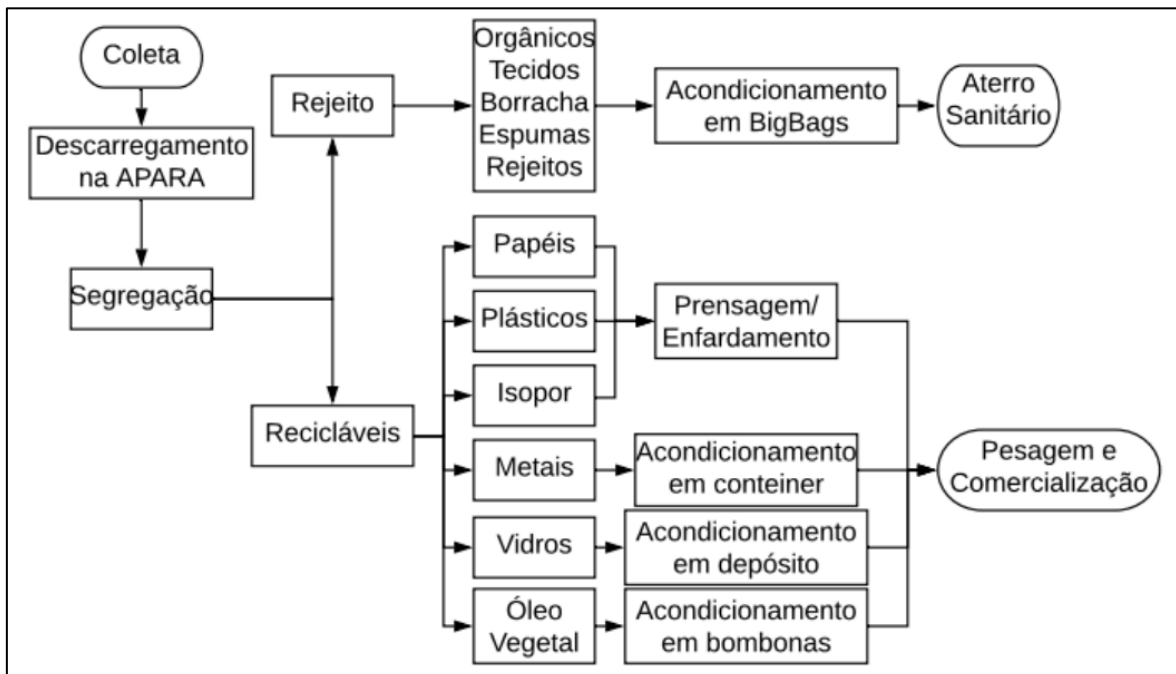 Coleta
Descarregamento
na APARA
Segregação
Rejeito
Orgânicos
Tecidos
Borracha
Espumas
Rejeitos
Acondicionamento
em BigBags
Aterro
Sanitário
Recicláveis
Papéis
Plásticos
Isopor
Prensagem/
Enfardamento
Metais
Acondicionamento
em conteiner
Vidros
Acondicionamento
em depósito
Óleo
Vegetal
Acondicionamento
em bombonas
Pesagem e
Comercialização